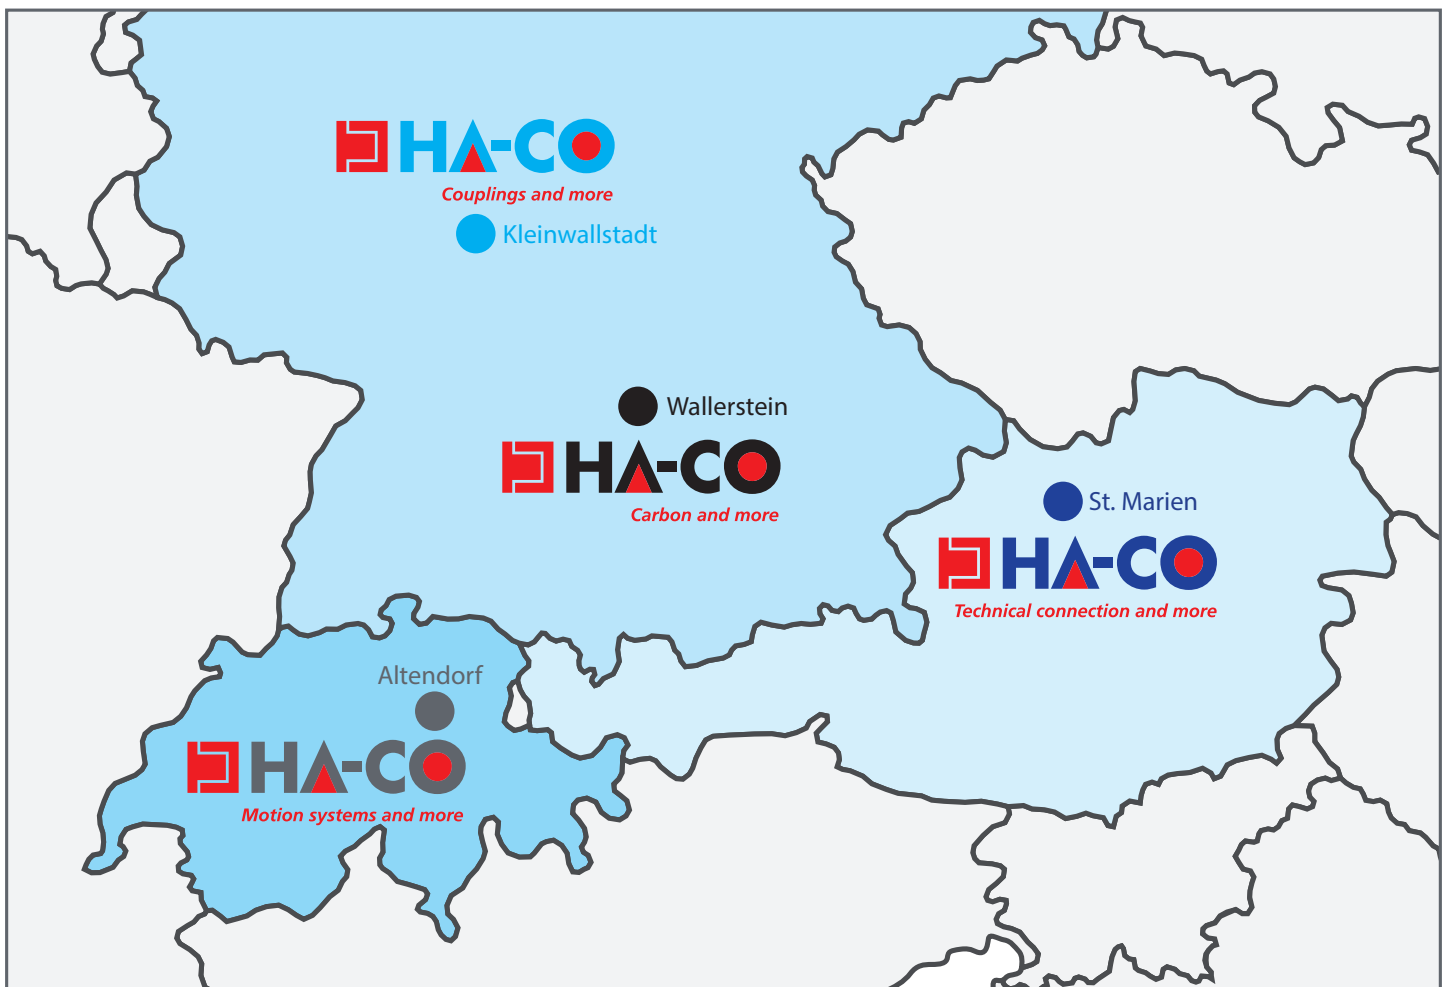 HA-CO
Couplings and more
Kleinwallstadt
Wallerstein
HA-CO
Carbon and more
St. Marien
HA-CO
Technical connection and more
Altendorf
HA-CO
Motion systems and more